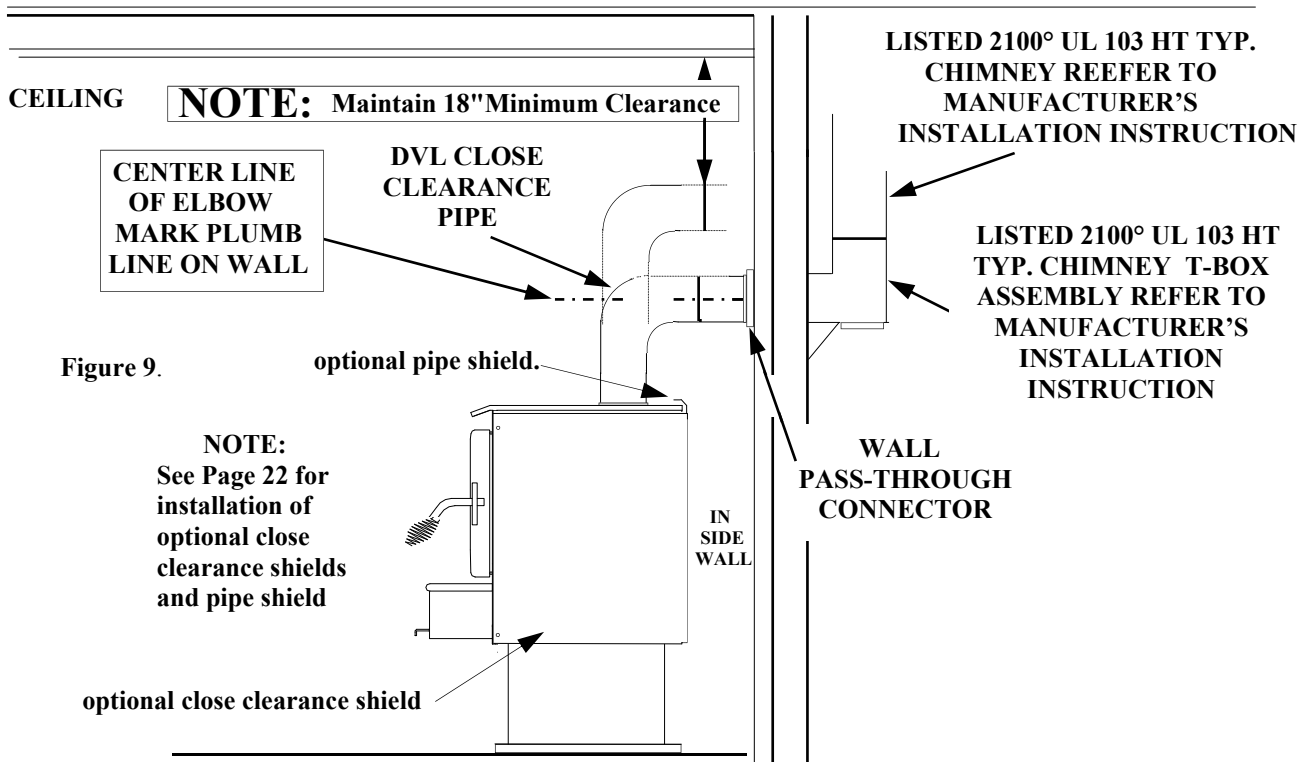 LISTED 2100° UL 103 HT TYP.
CHIMNEY REEFER TO
MANUFACTURER'S
INSTALLATION INSTRUCTION
CEILING
NOTE: Maintain 18"Minimum Clearance
CENTER LINE
OF ELBOW
MARK PLUMB
LINE ON WALL
DVL CLOSE
CLEARANCE
PIPE
LISTED 2100° UL 103 HT
TYP. CHIMNEY T-BOX
ASSEMBLY REFER TO
MANUFACTURER'S
INSTALLATION
INSTRUCTION
Figure 9.
optional pipe shield.
NOTE:
See Page 22 for
installation of
optional close
clearance shields
and pipe shield
WALL
PASS-THROUGH
CONNECTOR
IN
SIDE
WALL
optional close clearance shield